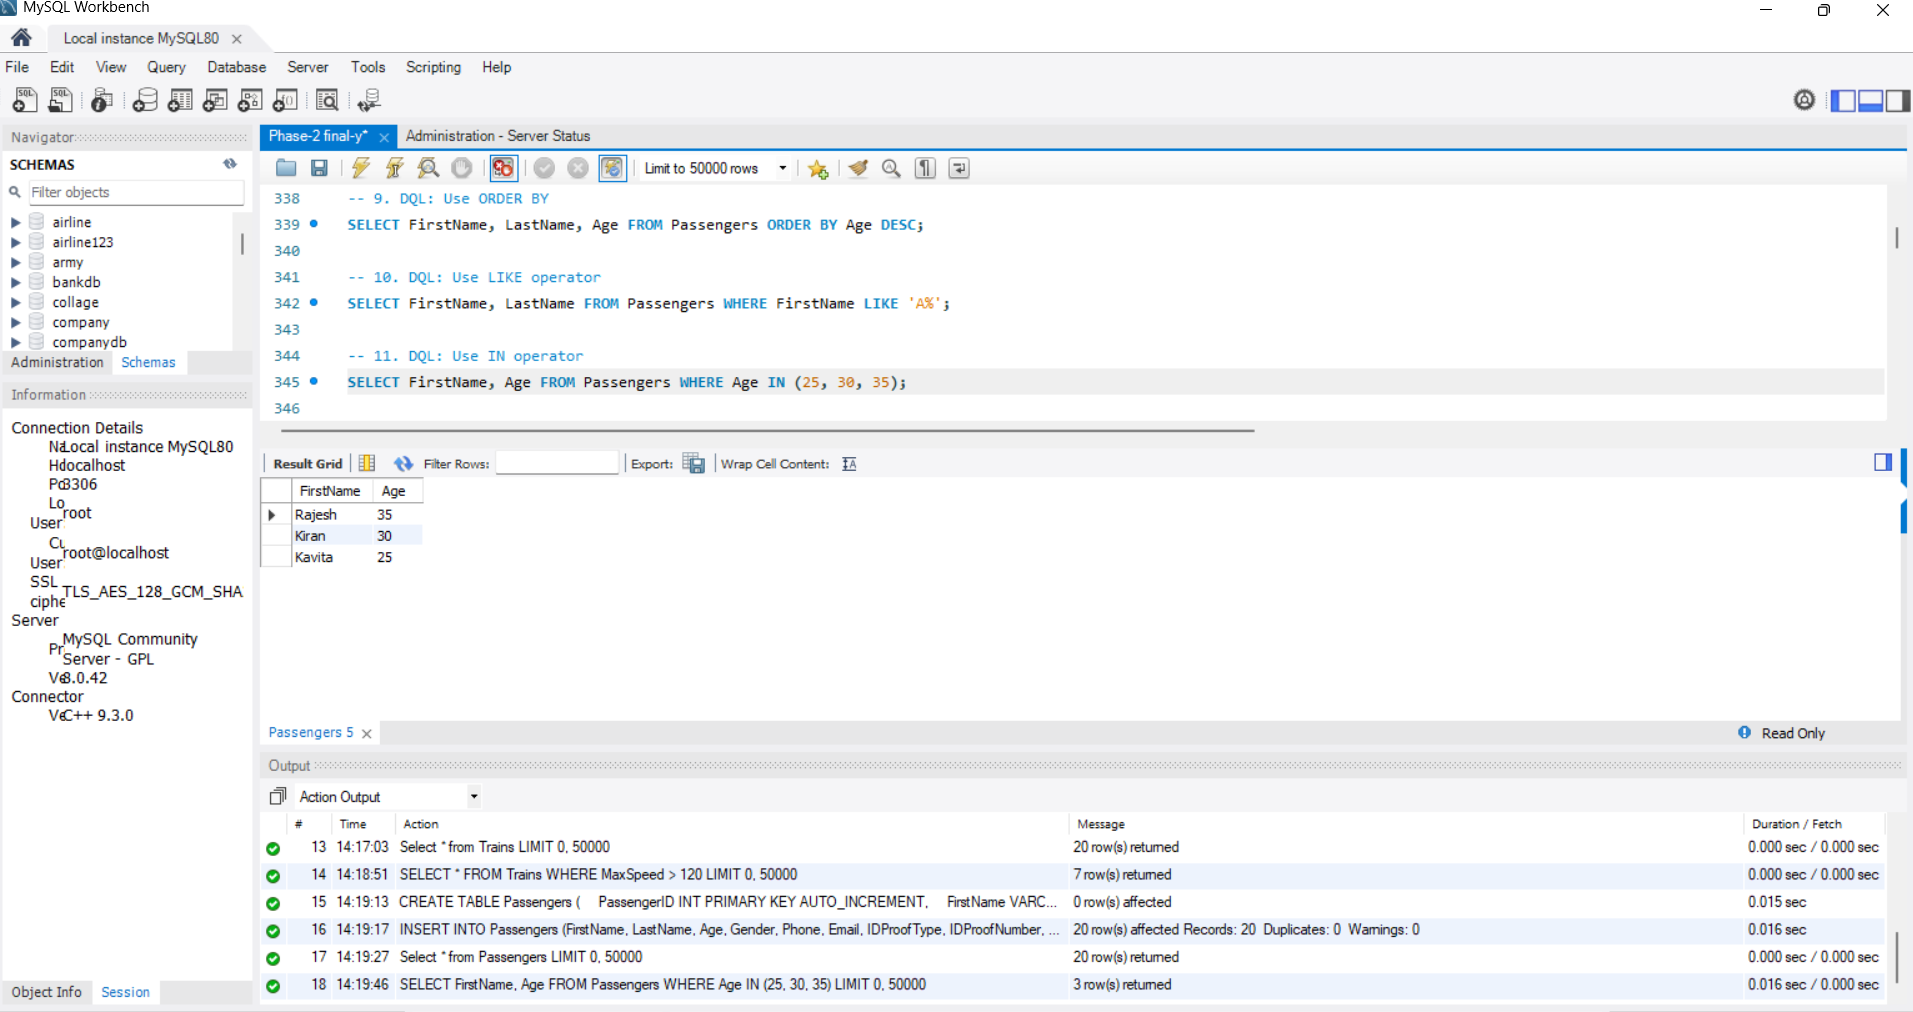 MySQL Workbench
Local instance MySQL80
File Edit View Query Database Server Tools Scripting Help
Navigator
SCHEMAS
Filter objects
airline
airline123
army
bankdb
collage
company
companydb
Administration Schemas
Information
Connection Details
Local instance MySQL80
localhost
3306
root
User
root@localhost
User
SSL
TLS_AES_128_GCM_SHA
Server
MySQL Community
Server - GPL
8.0.42
Connector
C++ 9.3.0
Object Info Session
Phase-2 final-y* Administration - Server Status
Limit to 50000 rows
338 -- 9. DQL: Use ORDER BY
339 SELECT FirstName, LastName, Age FROM Passengers ORDER BY Age DESC;
340
341 -- 10. DQL: Use LIKE operator
342 SELECT FirstName, LastName FROM Passengers WHERE FirstName LIKE 'A%';
343
344 -- 11. DQL: Use IN operator
345 SELECT FirstName, Age FROM Passengers WHERE Age IN (25, 30, 35);
346
Result Grid Filter Rows: Export: Wrap Cell Content:
FirstName Age
Rajesh 35
Kiran 30
Kavita 25
Passengers 5 Read Only
Output
Action Output
# Time Action Message Duration / Fetch
13 14:17:03 Select * from Trains LIMIT 0, 50000 20 row(s) returned 0.000 sec / 0.000 sec
14 14:18:51 SELECT * FROM Trains WHERE MaxSpeed > 120 LIMIT 0, 50000 7 row(s) returned 0.000 sec / 0.000 sec
15 14:19:13 CREATE TABLE Passengers ( PassengerID INT PRIMARY KEY AUTO_INCREMENT, FirstName VARC... 0 row(s) affected 0.015 sec
16 14:19:17 INSERT INTO Passengers (FirstName, LastName, Age, Gender, Phone, Email, IDProofType, IDProofNumber, ... 20 row(s) affected Records: 20 Duplicates: 0 Warnings: 0 0.016 sec
17 14:19:27 Select * from Passengers LIMIT 0, 50000 20 row(s) returned 0.000 sec / 0.000 sec
18 14:19:46 SELECT FirstName, Age FROM Passengers WHERE Age IN (25, 30, 35) LIMIT 0, 50000 3 row(s) returned 0.016 sec / 0.000 sec